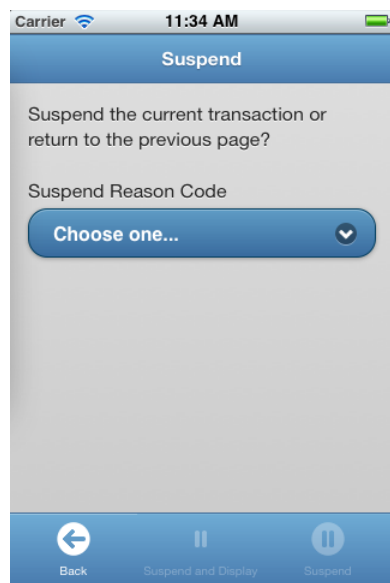 Carrier 11:34 AM
Suspend
Suspend the current transaction or
return to the previous page?
Suspend Reason Code
Choose one...
Back Suspend and Display Suspend